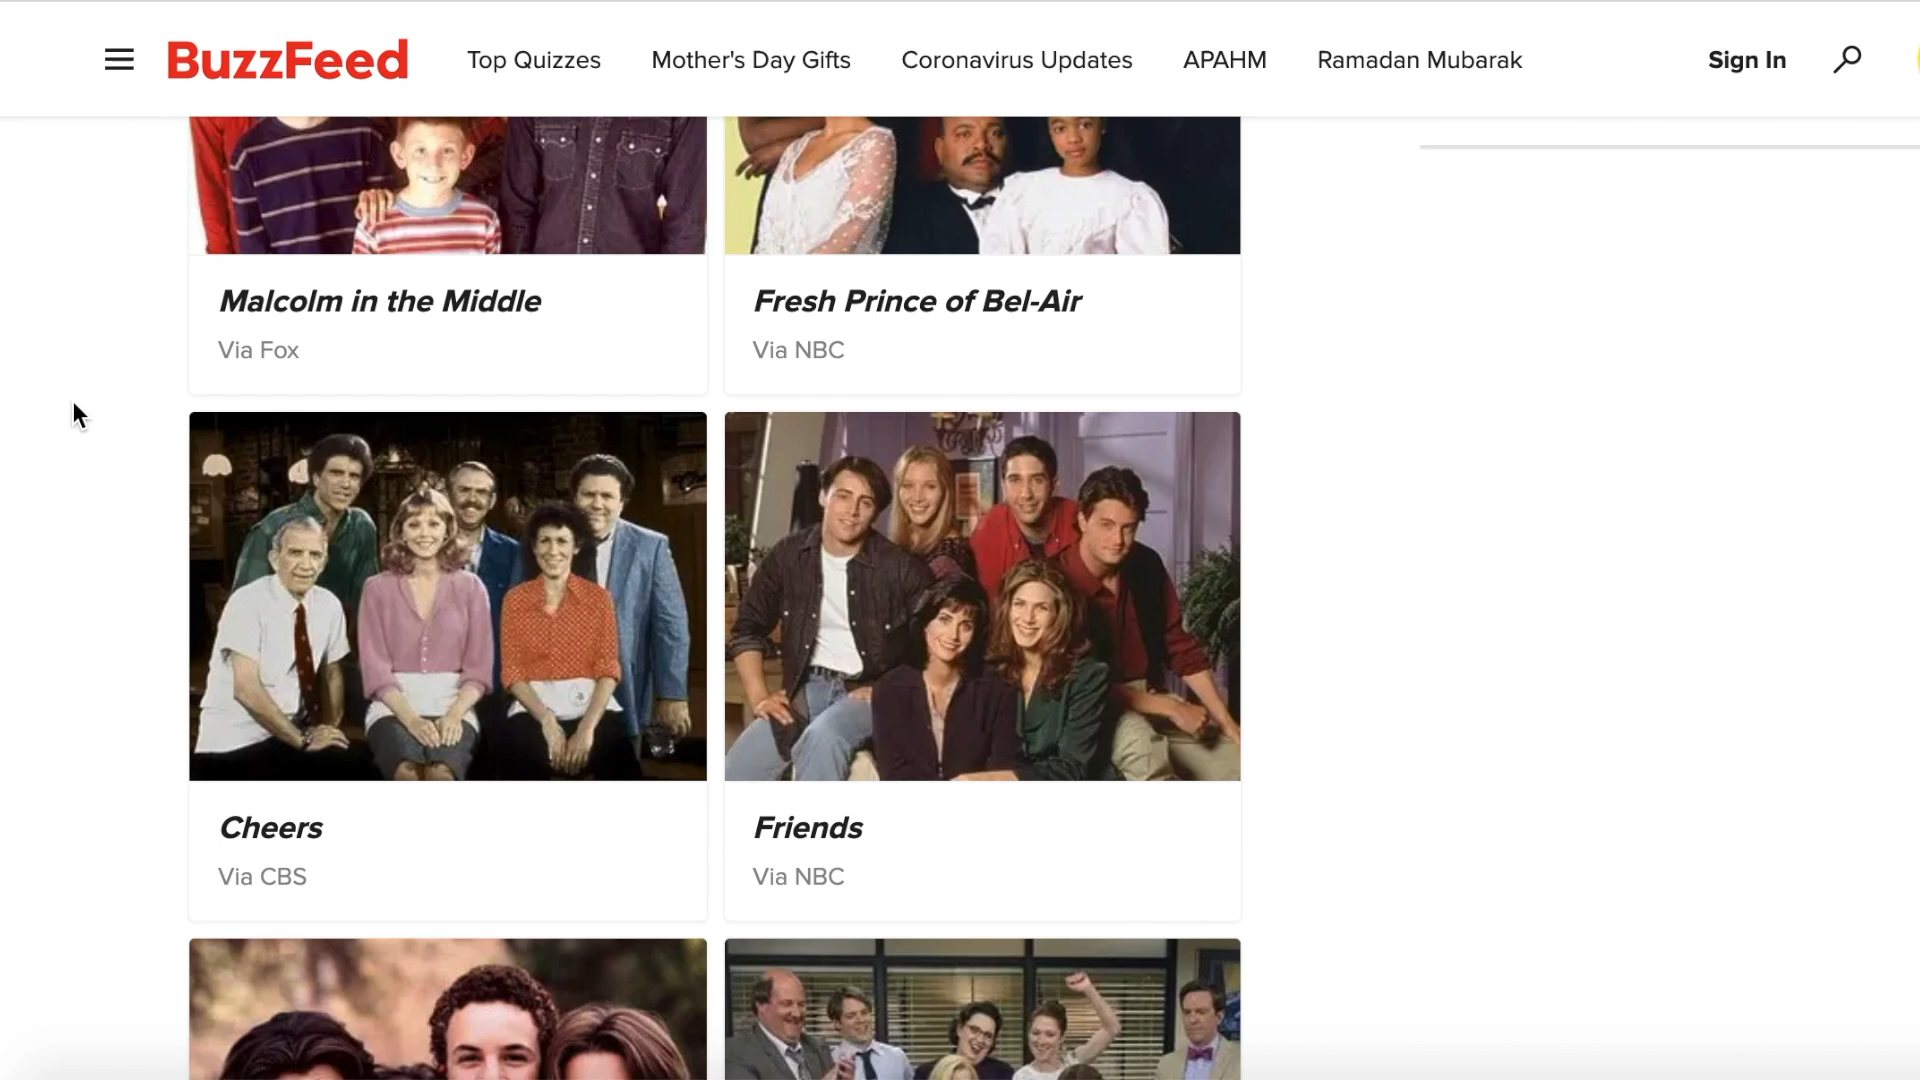 BuzzFeed
Top Quizzes
Mother's Day Gifts
Coronavirus Updates
APAHM
Ramadan Mubarak
Sign In
Malcolm in the Middle
Via Fox
Fresh Prince of Bel-Air
Via NBC
Cheers
Via CBS
Friends
Via NBC